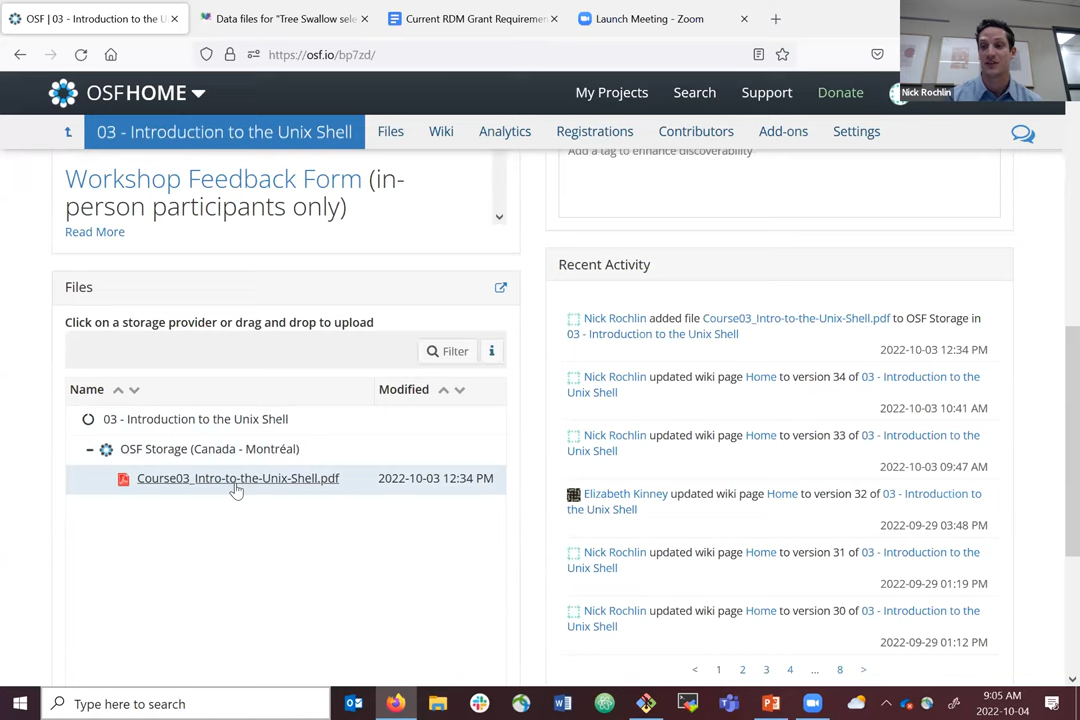 OSF | 03 - Introduction to the U
Data files for "Tree Swallow sele
Current RDM Grant Requiremen
Launch Meeting - Zoom
https://osf.io/bp7zd/
Nick Rochlin
OSFHOME
My Projects
Search
Support
Donate
03 - Introduction to the Unix Shell
Files
Wiki
Analytics
Registrations
Contributors
Add-ons
Settings
Workshop Feedback Form (in-
person participants only)
Read More
Add a tag to enhance discoverability
Files
Click on a storage provider or drag and drop to upload
Filter
i
Name
Modified
03 - Introduction to the Unix Shell
OSF Storage (Canada - Montréal)
Course03_Intro-to-the-Unix-Shell.pdf
2022-10-03 12:34 PM
Recent Activity
Nick Rochlin added file Course03_Intro-to-the-Unix-Shell.pdf to OSF Storage in
03 - Introduction to the Unix Shell
2022-10-03 12:34 PM
Nick Rochlin updated wiki page Home to version 34 of 03 - Introduction to the
Unix Shell
2022-10-03 10:41 AM
Nick Rochlin updated wiki page Home to version 33 of 03 - Introduction to the
Unix Shell
2022-10-03 09:47 AM
Elizabeth Kinney updated wiki page Home to version 32 of 03 - Introduction to
the Unix Shell
2022-09-29 03:48 PM
Nick Rochlin updated wiki page Home to version 31 of 03 - Introduction to the
Unix Shell
2022-09-29 01:19 PM
Nick Rochlin updated wiki page Home to version 30 of 03 - Introduction to the
Unix Shell
2022-09-29 01:12 PM
< 1 2 3 4 ... 8 >
Type here to search
9:05 AM
2022-10-04